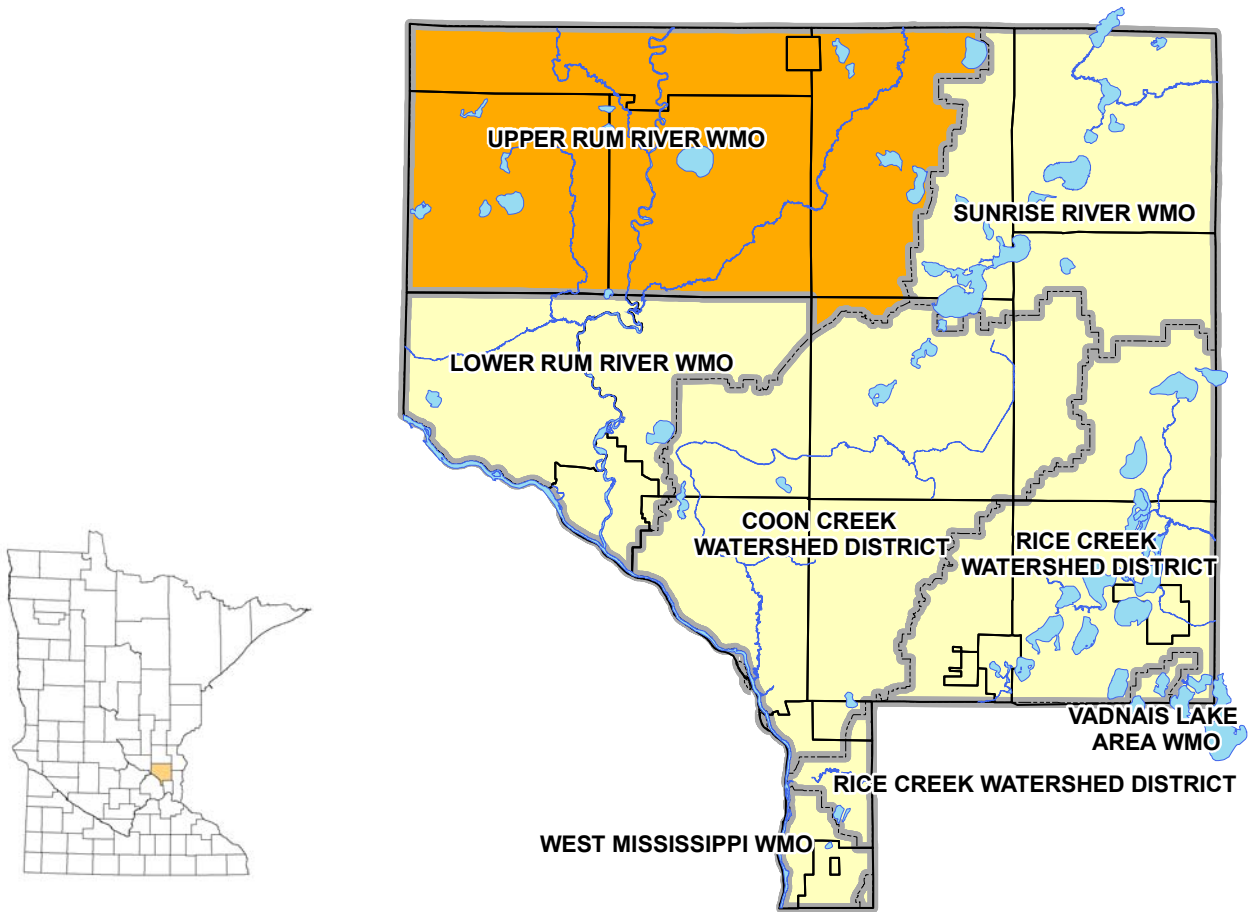 UPPER RUM RIVER WMO
SUNRISE RIVER WMO
LOWER RUM RIVER WMO
COON CREEK
WATERSHED DISTRICT
RICE CREEK
WATERSHED DISTRICT
VADNAIS LAKE
AREA WMO
RICE CREEK WATERSHED DISTRICT
WEST MISSISSIPPI WMO